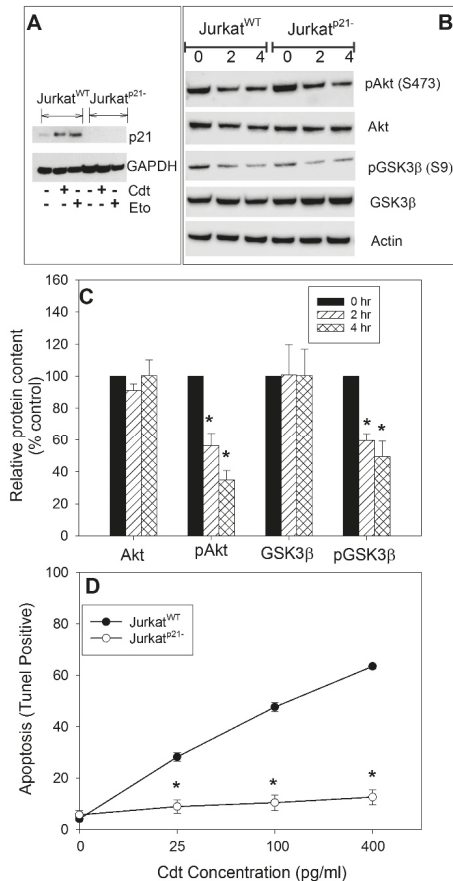 A
Jurkat^WT Jurkat^p21-
p21
GAPDH
- + - - + - Cdt
- - + - - + Eto
B
Jurkat^WT Jurkat^p21-
0 2 4 0 2 4
pAkt (S473)
Akt
pGSK3β (S9)
GSK3β
Actin
C
Relative protein content
(% control)
160
140
120
100
80
60
40
20
0
0 hr
2 hr
4 hr
* * * *
Akt pAkt GSK3β pGSK3β
D
Apoptosis (Tunel Positive)
100
80
60
40
20
0
Jurkat^WT
Jurkat^p21-
* * *
0 25 100 400
Cdt Concentration (pg/ml)